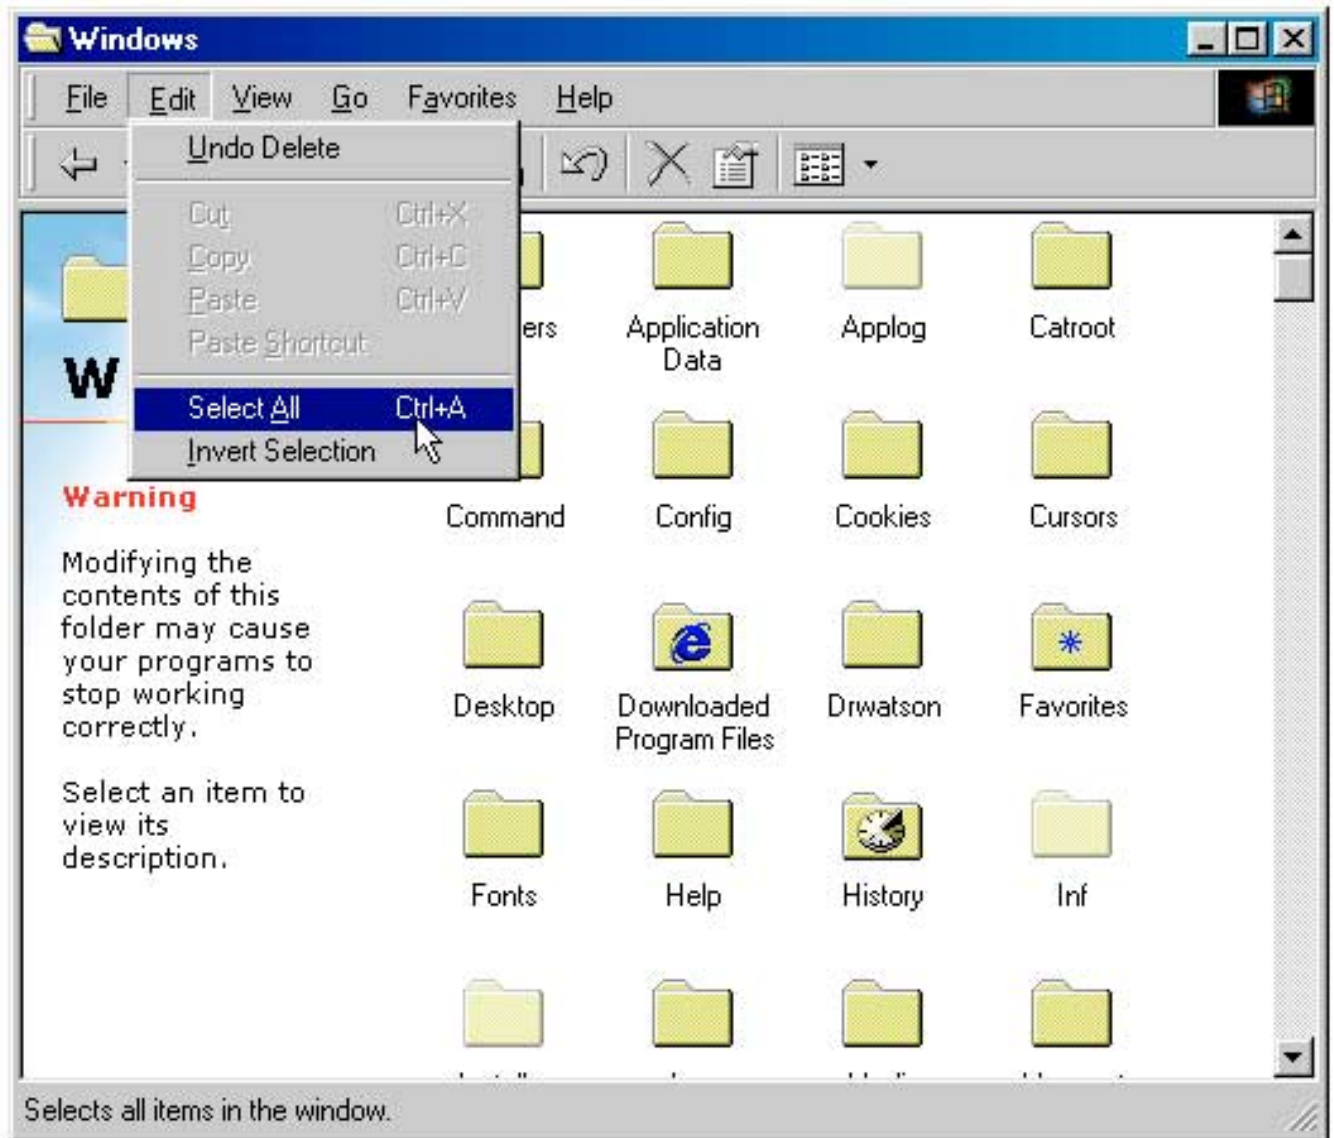 Windows
File Edit View Go Favorites Help
Undo Delete
Cut Ctrl+X
Copy Ctrl+C
Paste Ctrl+V
Paste Shortcut
Select All Ctrl+A
Invert Selection
W
Warning
Modifying the
contents of this
folder may cause
your programs to
stop working
correctly.
Select an item to
view its
description.
ers
Application
Data
Applog
Catroot
Command
Config
Cookies
Cursors
Desktop
Downloaded
Program Files
Drwatson
Favorites
Fonts
Help
History
Inf
Selects all items in the window.